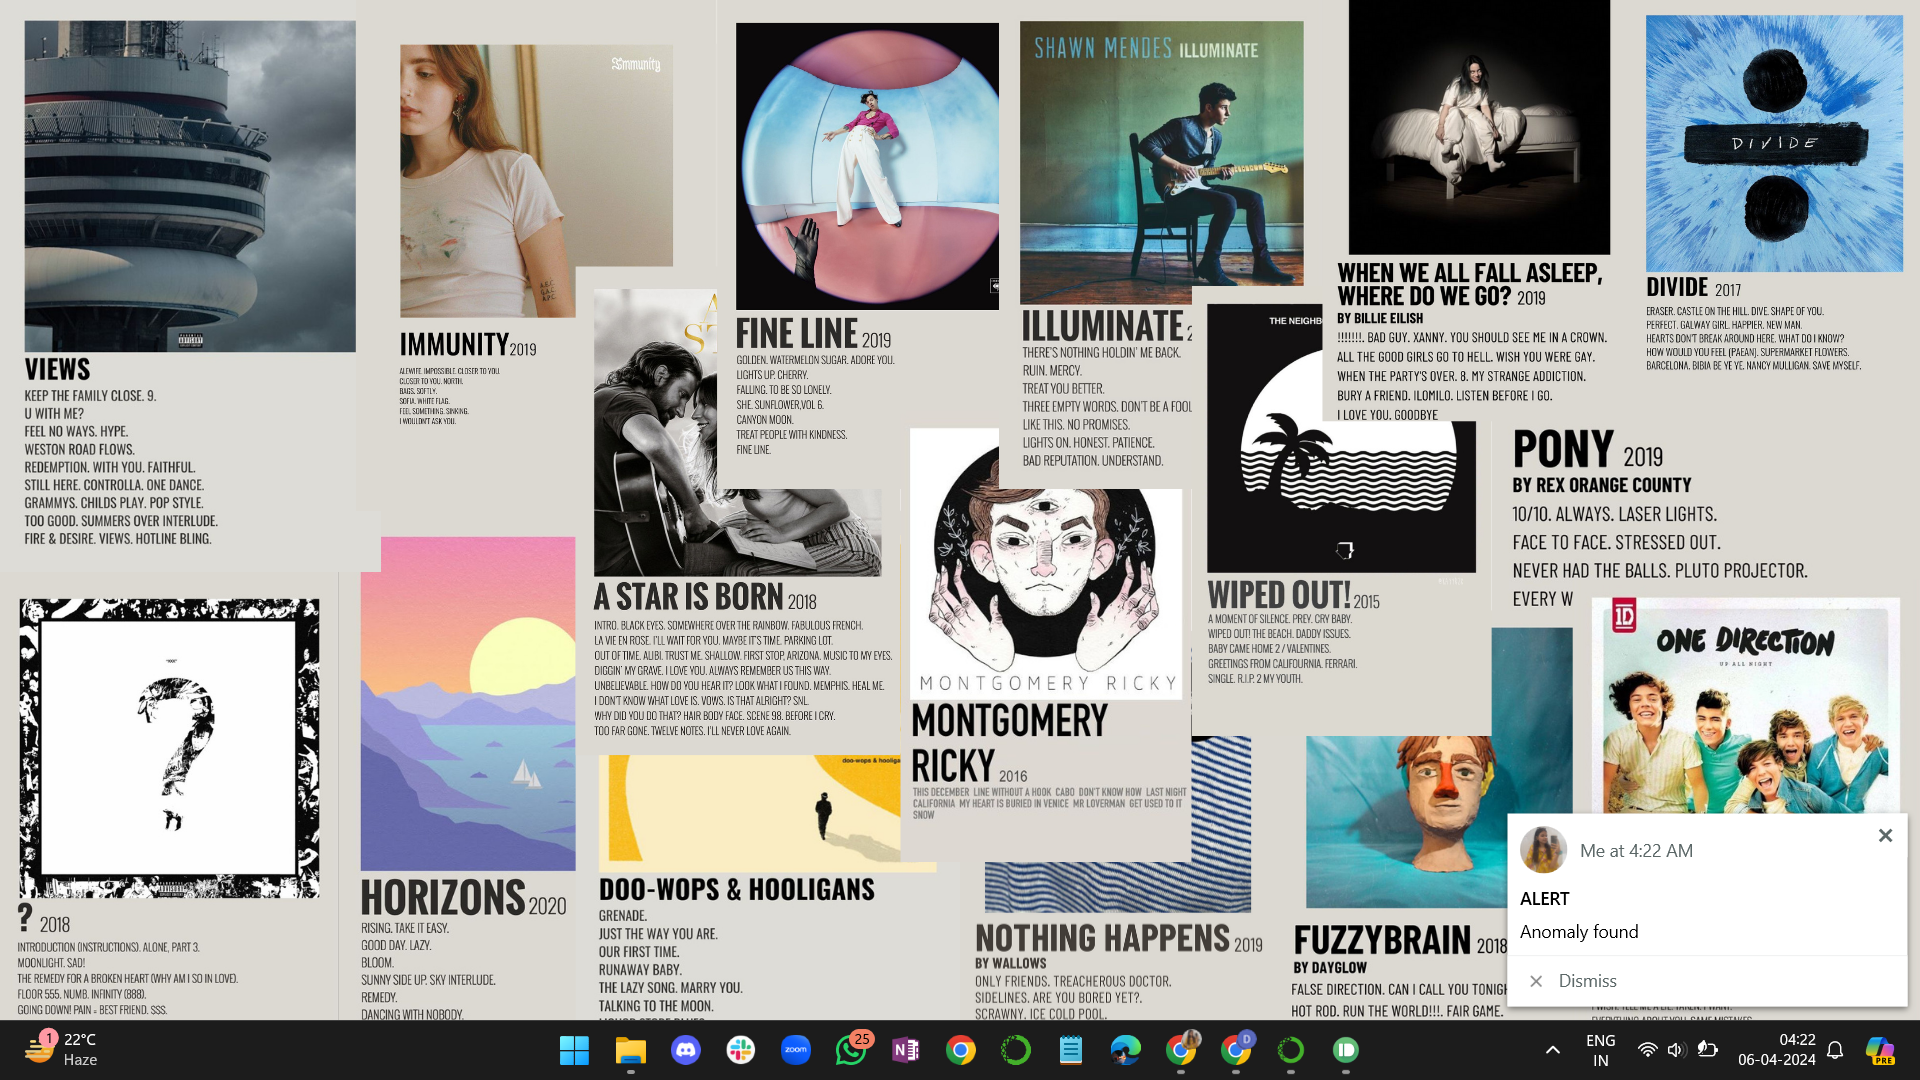 VIEWS
KEEP THE FAMILY CLOSE. 9.
U WITH ME?
FEEL NO WAYS. HYPE.
WESTON ROAD FLOWS.
REDEMPTION. WITH YOU. FAITHFUL.
STILL HERE. CONTROLLA. ONE DANCE.
GRAMMYS. CHILDS PLAY. POP STYLE.
TOO GOOD. SUMMERS OVER INTERLUDE.
FIRE & DESIRE. VIEWS. HOTLINE BLING.
Immunity
IMMUNITY 2019
ALEWIFE. IMPOSSIBLE. CLOSER TO YOU.
CLOSER TO YOU. NORTH.
BAGS. SOFTLY.
SOFIA. WHITE FLAG.
FEEL SOMETHING. SINKING.
I WOULDN'T ASK YOU.
FINE LINE 2019
GOLDEN. WATERMELON SUGAR. ADORE YOU.
LIGHTS UP. CHERRY.
FALLING. TO BE SO LONELY.
SHE. SUNFLOWER,VOL 6.
CANYON MOON.
TREAT PEOPLE WITH KINDNESS.
FINE LINE.
SHAWN MENDES ILLUMINATE
ILLUMINATE 2
THERE'S NOTHING HOLDIN' ME BACK.
RUIN. MERCY.
TREAT YOU BETTER.
THREE EMPTY WORDS. DON'T BE A FOOL
LIKE THIS. NO PROMISES.
LIGHTS ON. HONEST. PATIENCE.
BAD REPUTATION. UNDERSTAND.
WHEN WE ALL FALL ASLEEP,
WHERE DO WE GO? 2019
BY BILLIE EILISH
!!!!!!!. BAD GUY. XANNY. YOU SHOULD SEE ME IN A CROWN.
ALL THE GOOD GIRLS GO TO HELL. WISH YOU WERE GAY.
WHEN THE PARTY'S OVER. 8. MY STRANGE ADDICTION.
BURY A FRIEND. ILOMILO. LISTEN BEFORE I GO.
I LOVE YOU. GOODBYE
DIVIDE
DIVIDE 2017
ERASER. CASTLE ON THE HILL. DIVE. SHAPE OF YOU.
PERFECT. GALWAY GIRL. HAPPIER. NEW MAN.
HEARTS DON'T BREAK AROUND HERE. WHAT DO I KNOW?
HOW WOULD YOU FEEL (PAEAN). SUPERMARKET FLOWERS.
BARCELONA. BIBIA BE YE YE. NANCY MULLIGAN. SAVE MYSELF.
A STAR IS BORN 2018
INTRO. BLACK EYES. SOMEWHERE OVER THE RAINBOW. FABULOUS FRENCH.
LA VIE EN ROSE. I'LL WAIT FOR YOU. MAYBE IT'S TIME. PARKING LOT.
OUT OF TIME. ALIBI. TRUST ME. SHALLOW. FIRST STOP, ARIZONA. MUSIC TO MY EYES.
DIGGIN' MY GRAVE. I LOVE YOU. ALWAYS REMEMBER US THIS WAY.
UNBELIEVABLE. HOW DO YOU HEAR IT? LOOK WHAT I FOUND. MEMPHIS. HEAL ME.
I DON'T KNOW WHAT LOVE IS. VOWS. IS THAT ALRIGHT? SNL.
WHY DID YOU DO THAT? HAIR BODY FACE. SCENE 98. BEFORE I CRY.
TOO FAR GONE. TWELVE NOTES. I'LL NEVER LOVE AGAIN.
MONTGOMERY RICKY
MONTGOMERY
RICKY 2016
THIS DECEMBER LINE WITHOUT A HOOK CABO DON'T KNOW HOW LAST NIGHT
CALIFORNIA MY HEART IS BURIED IN VENICE MR LOVERMAN GET USED TO IT
SNOW
THE NEIGHB
WIPED OUT! 2015
A MOMENT OF SILENCE. PREY. CRY BABY.
WIPED OUT! THE BEACH. DADDY ISSUES.
BABY CAME HOME 2 / VALENTINES.
GREETINGS FROM CALIFOURNIA. FERRARI.
SINGLE. R.I.P. 2 MY YOUTH.
PONY 2019
BY REX ORANGE COUNTY
10/10. ALWAYS. LASER LIGHTS.
FACE TO FACE. STRESSED OUT.
NEVER HAD THE BALLS. PLUTO PROJECTOR.
EVERY W
1D
ONE DIRECTION
UP ALL NIGHT
? 2018
INTRODUCTION (INSTRUCTIONS). ALONE, PART 3.
MOONLIGHT. SAD!
THE REMEDY FOR A BROKEN HEART (WHY AM I SO IN LOVE).
FLOOR 555. NUMB. INFINITY (888).
GOING DOWN! PAIN = BEST FRIEND. $$$.
HORIZONS 2020
RISING. TAKE IT EASY.
GOOD DAY. LAZY.
BLOOM.
SUNNY SIDE UP. SKY INTERLUDE.
REMEDY.
DANCING WITH NOBODY.
doo-wops & hooliga
DOO-WOPS & HOOLIGANS
GRENADE.
JUST THE WAY YOU ARE.
OUR FIRST TIME.
RUNAWAY BABY.
THE LAZY SONG. MARRY YOU.
TALKING TO THE MOON.
NOTHING HAPPENS 2019
BY WALLOWS
ONLY FRIENDS. TREACHEROUS DOCTOR.
SIDELINES. ARE YOU BORED YET?.
SCRAWNY. ICE COLD POOL.
FUZZYBRAIN 2018
BY DAYGLOW
FALSE DIRECTION. CAN I CALL YOU TONIGH
HOT ROD. RUN THE WORLD!!!. FAIR GAME.
Me at 4:22 AM
ALERT
Anomaly found
Dismiss
1
22°C
Haze
zoom
25
N
D
PRE
ENG
IN
04:22
06-04-2024